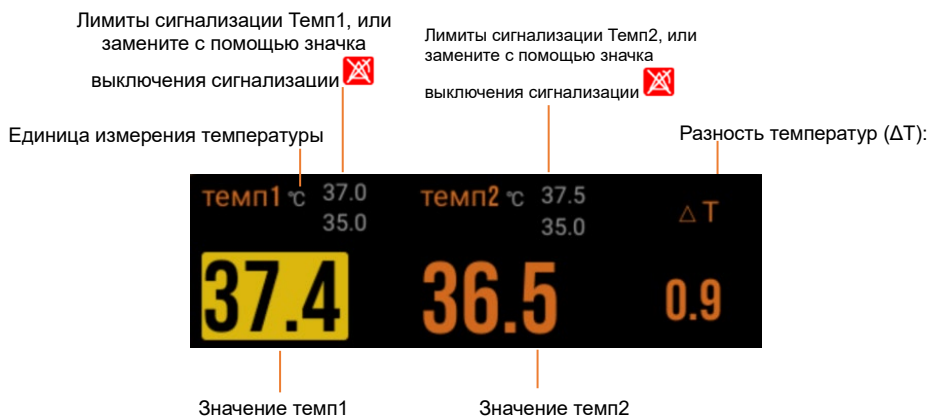 Лимиты сигнализации Темп1, или
замените с помощью значка
выключения сигнализации
Лимиты сигнализации Темп2, или
замените с помощью значка
выключения сигнализации
Единица измерения температуры
Разность температур (ΔT):
темп1 °C 37.0
35.0
темп2 °C 37.5
35.0
△ T
37.4
36.5
0.9
Значение темп1
Значение темп2